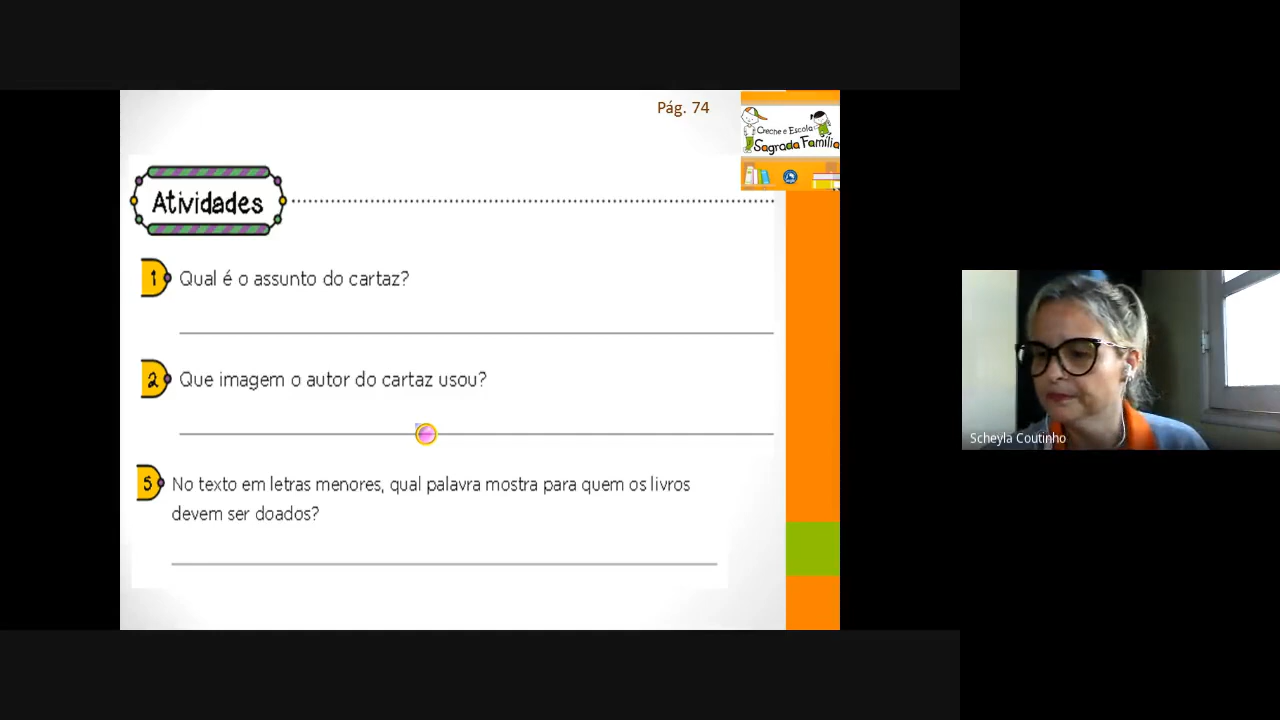 Pág. 74
Creche e Escola
Sagrada Família
Atividades
1 Qual é o assunto do cartaz?
2 Que imagem o autor do cartaz usou?
5 No texto em letras menores, qual palavra mostra para quem os livros
devem ser doados?
Scheyla Coutinho